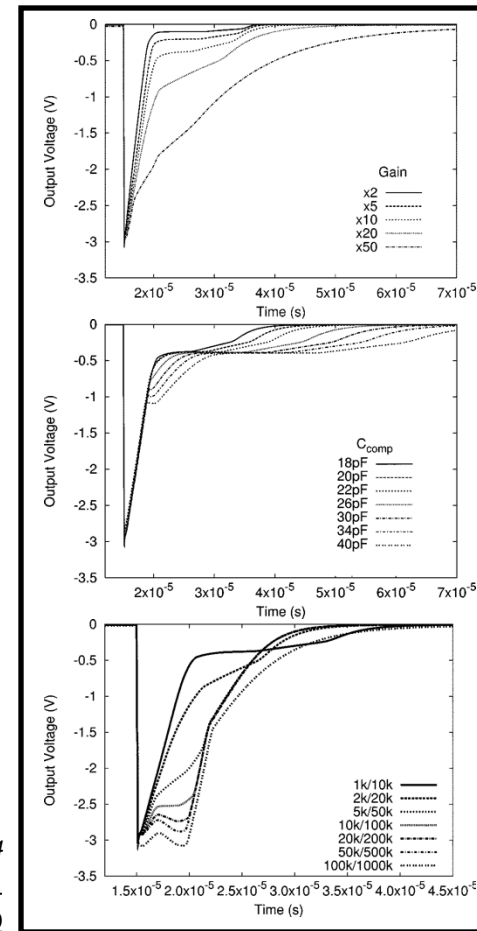 0
-0.5
-1
-1.5
-2
-2.5
-3
-3.5
Output Voltage (V)
Gain
x2
x5
x10
x20
x50
2x10⁻⁵ 3x10⁻⁵ 4x10⁻⁵ 5x10⁻⁵ 6x10⁻⁵ 7x10⁻⁵
Time (s)
0
-0.5
-1
-1.5
-2
-2.5
-3
-3.5
Output Voltage (V)
C_comp
18pF
20pF
22pF
26pF
30pF
34pF
40pF
2x10⁻⁵ 3x10⁻⁵ 4x10⁻⁵ 5x10⁻⁵ 6x10⁻⁵ 7x10⁻⁵
Time (s)
0
-0.5
-1
-1.5
-2
-2.5
-3
-3.5
Output Voltage (V)
1k/10k
2k/20k
5k/50k
10k/100k
20k/200k
50k/500k
100k/1000k
1.5x10⁻⁵ 2.0x10⁻⁵ 2.5x10⁻⁵ 3.0x10⁻⁵ 3.5x10⁻⁵ 4.0x10⁻⁵ 4.5x10⁻⁵
Time (s)